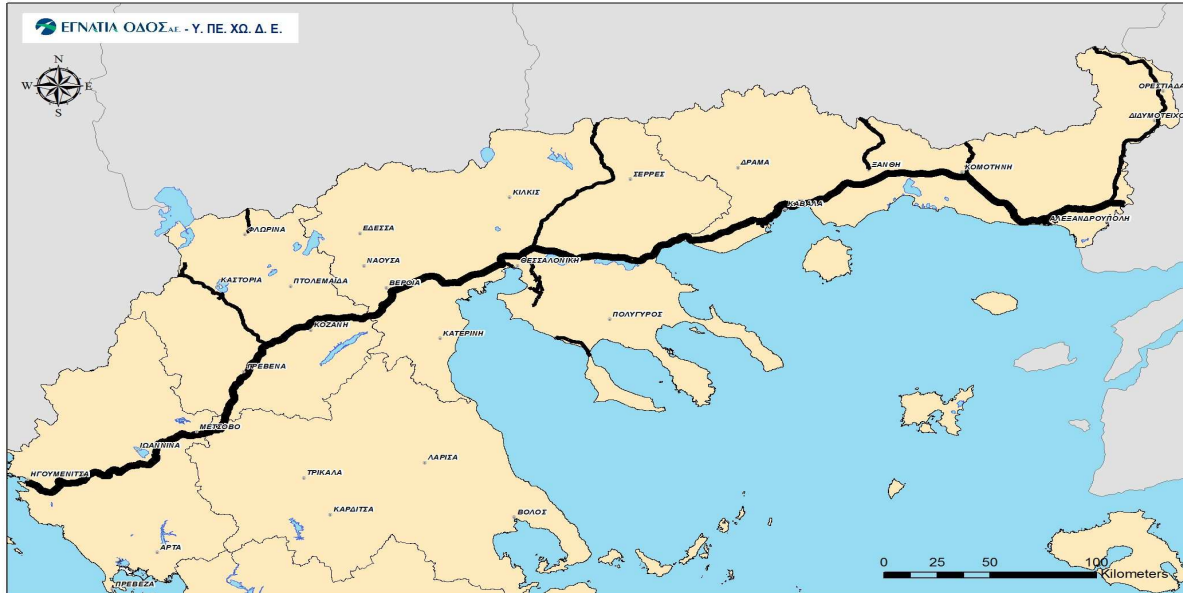 ΕΓΝΑΤΙΑ ΟΔΟΣ Α.Ε. - Υ. ΠΕ. ΧΩ. Δ. Ε.
N
W E
S
ΟΡΕΣΤΙΑΔΑ
ΔΙΔΥΜΟΤΕΙΧΟ
ΞΑΝΘΗ
ΚΟΜΟΤΗΝΗ
ΔΡΑΜΑ
ΣΕΡΡΕΣ
ΚΙΛΚΙΣ
ΚΑΒΑΛΑ
ΑΛΕΞΑΝΔΡΟΥΠΟΛΗ
ΦΛΩΡΙΝΑ
ΕΔΕΣΣΑ
ΘΕΣΣΑΛΟΝΙΚΗ
ΝΑΟΥΣΑ
ΚΑΣΤΟΡΙΑ
ΠΤΟΛΕΜΑΪΔΑ
ΒΕΡΟΙΑ
ΠΟΛΥΓΥΡΟΣ
ΚΟΖΑΝΗ
ΚΑΤΕΡΙΝΗ
ΓΡΕΒΕΝΑ
ΜΕΤΣΟΒΟ
ΙΩΑΝΝΙΝΑ
ΗΓΟΥΜΕΝΙΤΣΑ
ΛΑΡΙΣΑ
ΤΡΙΚΑΛΑ
ΚΑΡΔΙΤΣΑ
ΒΟΛΟΣ
ΑΡΤΑ
ΠΡΕΒΕΖΑ
0 25 50 100
Kilometers